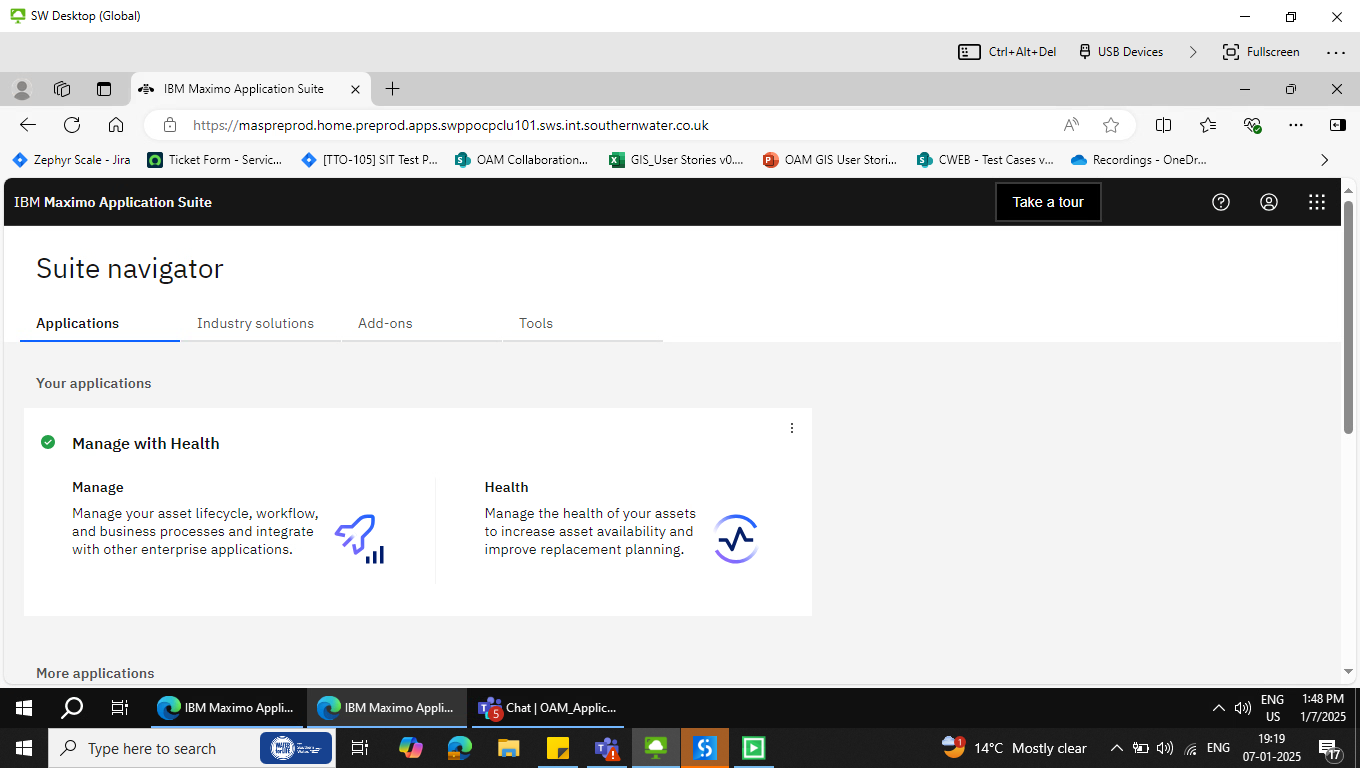 SW Desktop (Global)
Ctrl+Alt+Del USB Devices Fullscreen
IBM Maximo Application Suite
https://maspreprod.home.preprod.apps.swppocpclu101.sws.int.southernwater.co.uk
Zephyr Scale - Jira Ticket Form - Servic... [TTO-105] SIT Test P... OAM Collaboration... GIS_User Stories v0.... OAM GIS User Stori... CWEB - Test Cases v... Recordings - OneDr...
IBM Maximo Application Suite Take a tour
Suite navigator
Applications Industry solutions Add-ons Tools
Your applications
Manage with Health
Manage
Manage your asset lifecycle, workflow,
and business processes and integrate
with other enterprise applications.
Health
Manage the health of your assets
to increase asset availability and
improve replacement planning.
More applications
IBM Maximo Appli... IBM Maximo Appli... 5 Chat | OAM_Applic...
ENG
US
1:48 PM
1/7/2025
Type here to search
1 14°C Mostly clear ENG
19:19
07-01-2025
17